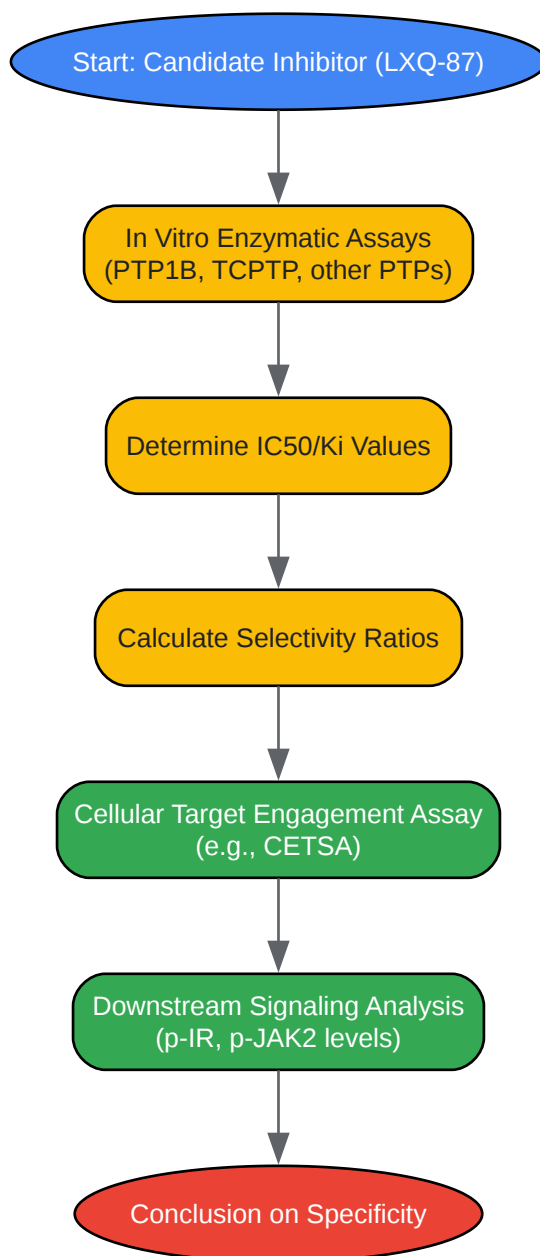 Start: Candidate Inhibitor (LXQ-87)
In Vitro Enzymatic Assays
(PTP1B, TCPTP, other PTPs)
Determine IC50/Ki Values
Calculate Selectivity Ratios
Cellular Target Engagement Assay
(e.g., CETSA)
Downstream Signaling Analysis
(p-IR, p-JAK2 levels)
Conclusion on Specificity